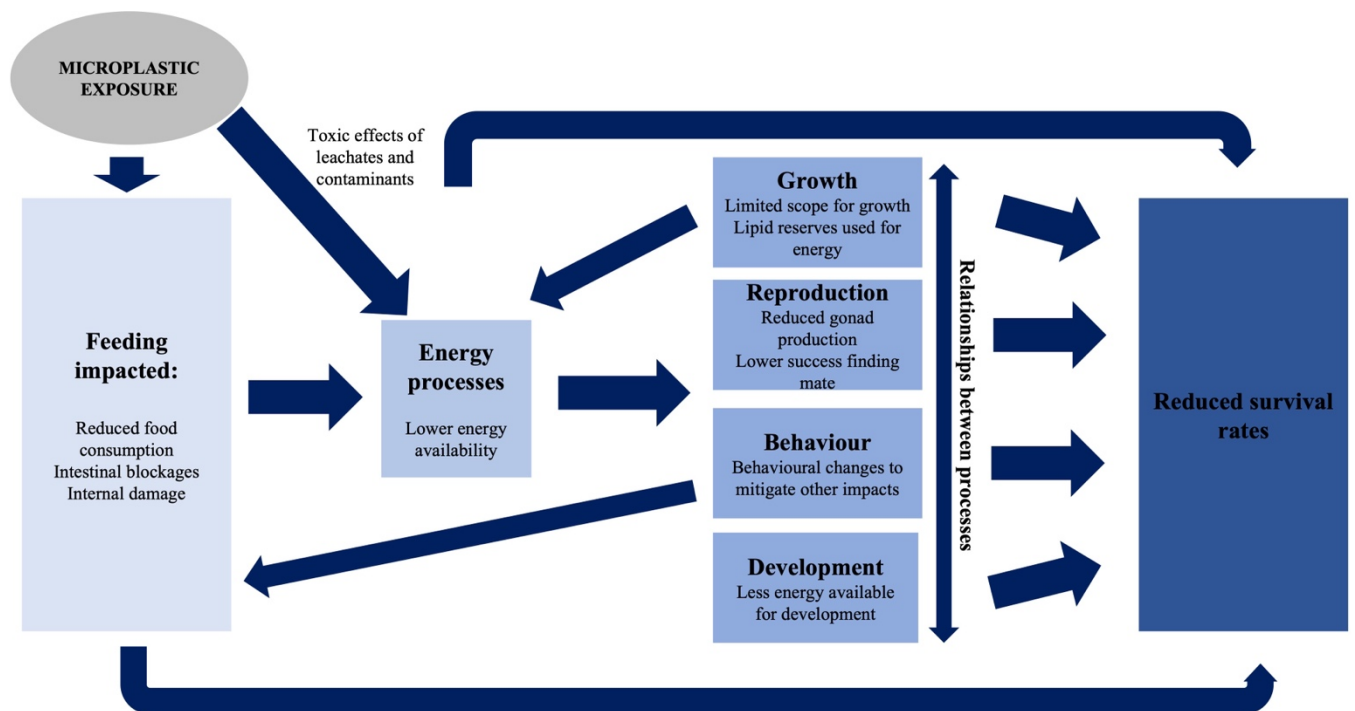 MICROPLASTIC
EXPOSURE
Toxic effects of
leachates and
contaminants
Feeding
impacted:
Reduced food
consumption
Intestinal blockages
Internal damage
Energy
processes
Lower energy
availability
Growth
Limited scope for growth
Lipid reserves used for
energy
Reproduction
Reduced gonad
production
Lower success finding
mate
Behaviour
Behavioural changes to
mitigate other impacts
Development
Less energy available
for development
Relationships between processes
Reduced survival
rates